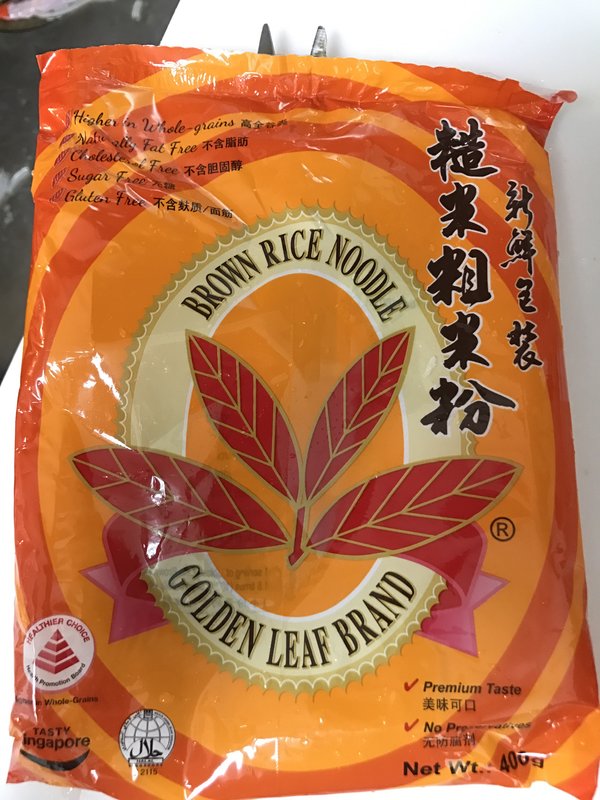 Higher in Whole-grains 高全谷类
Naturally Fat Free 不含脂肪
Cholesterol Free 不含胆固醇
Sugar Free 无糖
Gluten Free 不含麸质/面筋
糙米粗米粉
新鲜包装
BROWN RICE NOODLE
®
GOLDEN LEAF BRAND
HEALTHIER CHOICE
Health Promotion Board
Higher in Whole-Grains
TASTY
Singapore
حلال
2115
Premium Taste
美味可口
No Preservatives
无防腐剂
Net Wt.: 400g